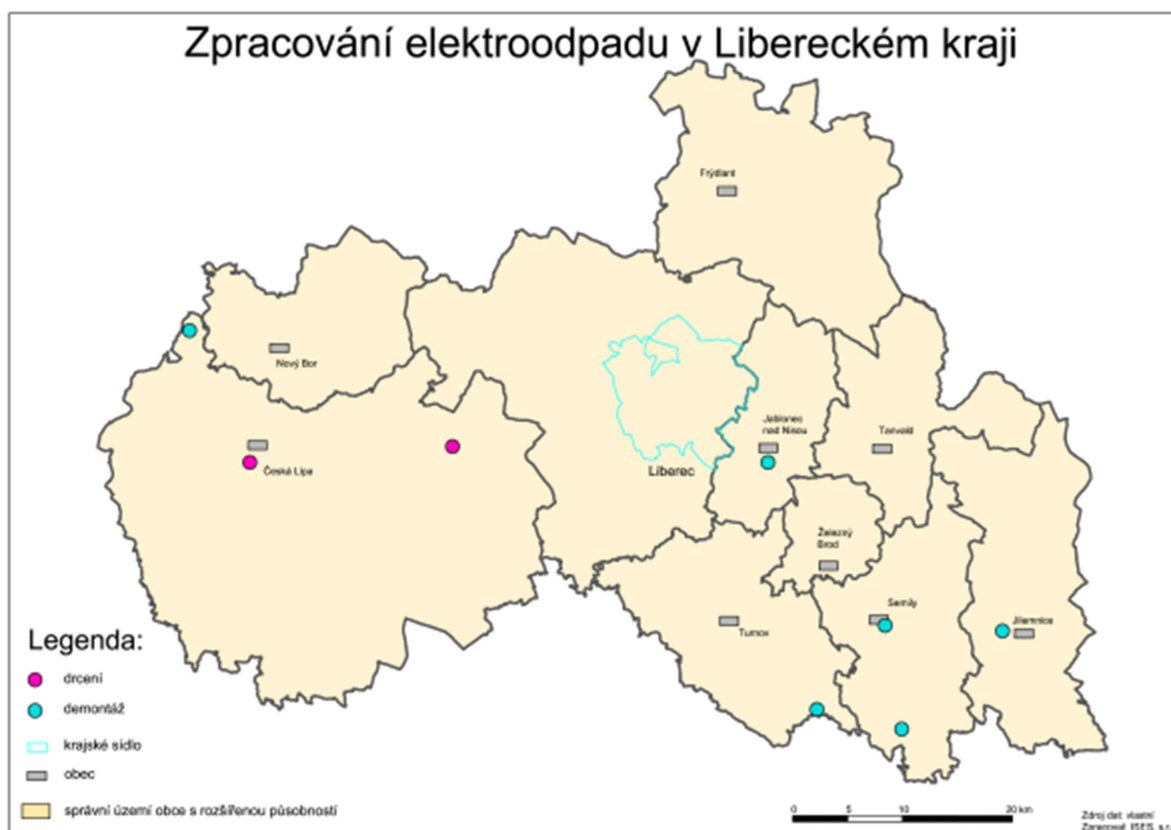 Zpracování elektroodpadu v Libereckém kraji
Frýdlant
Nový Bor
Jablonec
nad Nisou
Tanvald
Česká Lípa
Liberec
Železný
Brod
Semily
Jilemnice
Turnov
Legenda:
drcení
demontáž
krajské sídlo
obec
správní území obce s rozšířenou působností
0 5 10 20 km
Zdroj dat: vlastní
Zpracoval: ISES, s.r.